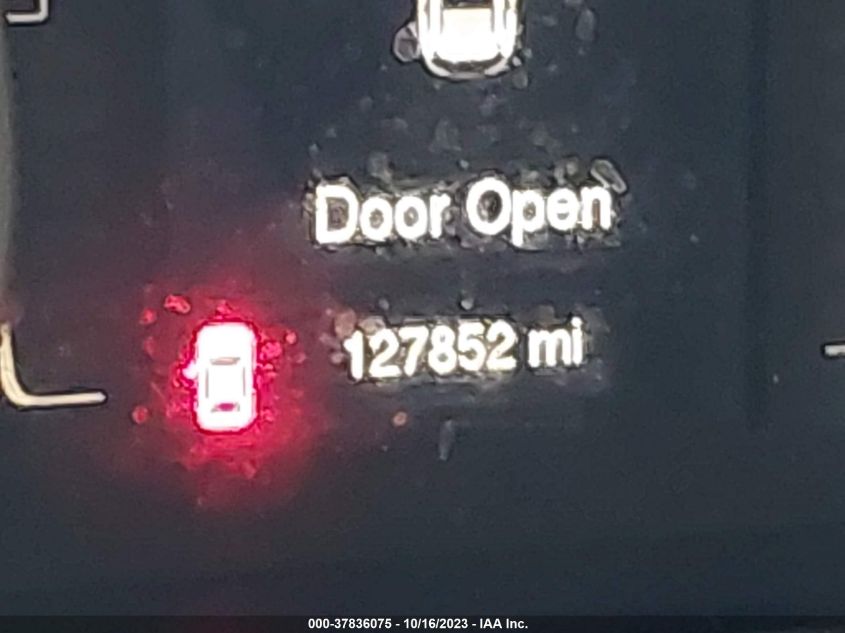 Door Open
127852 mi
000-37836075 - 10/16/2023 - IAA Inc.